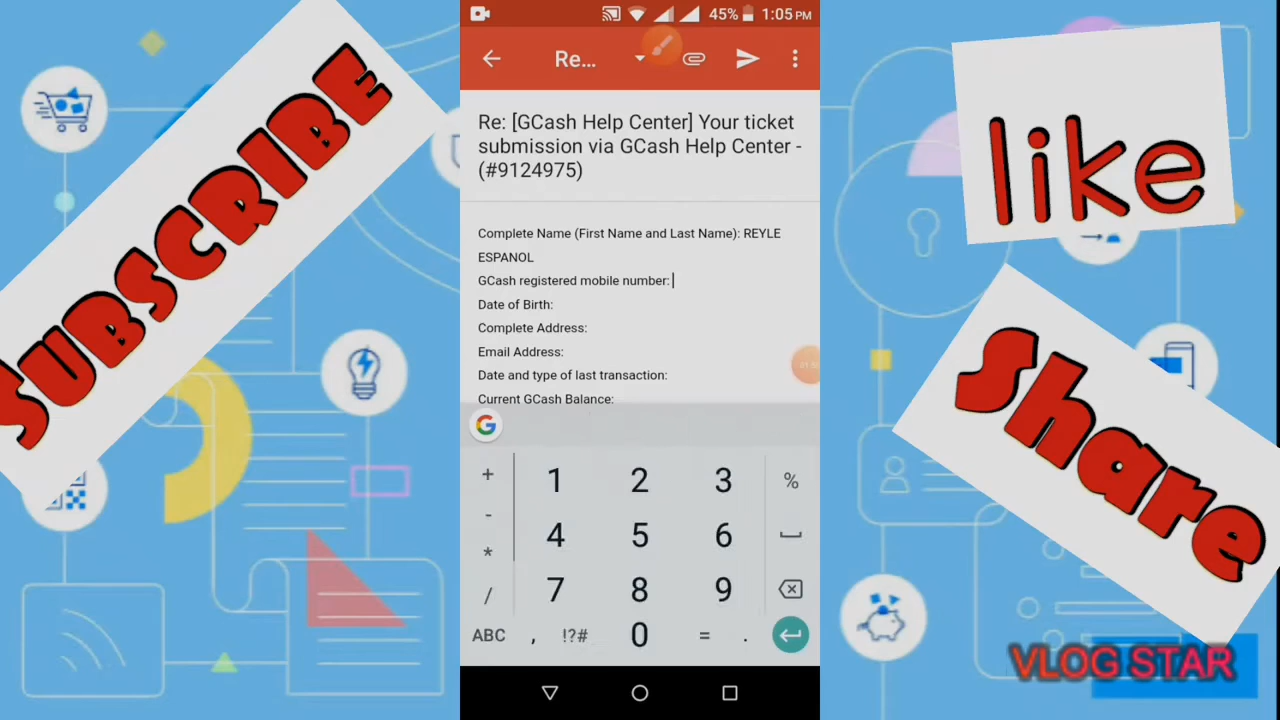 SUBSCRIBE
45% 1:05 PM
Re...
Re: [GCash Help Center] Your ticket
submission via GCash Help Center -
(#9124975)
Complete Name (First Name and Last Name): REYLE
ESPANOL
GCash registered mobile number:
Date of Birth:
Complete Address:
Email Address:
Date and type of last transaction:
Current GCash Balance:
G
+ 1 2 3 %
- 4 5 6
*
/ 7 8 9
ABC , !?# 0 = .
like
Share
VLOG STAR